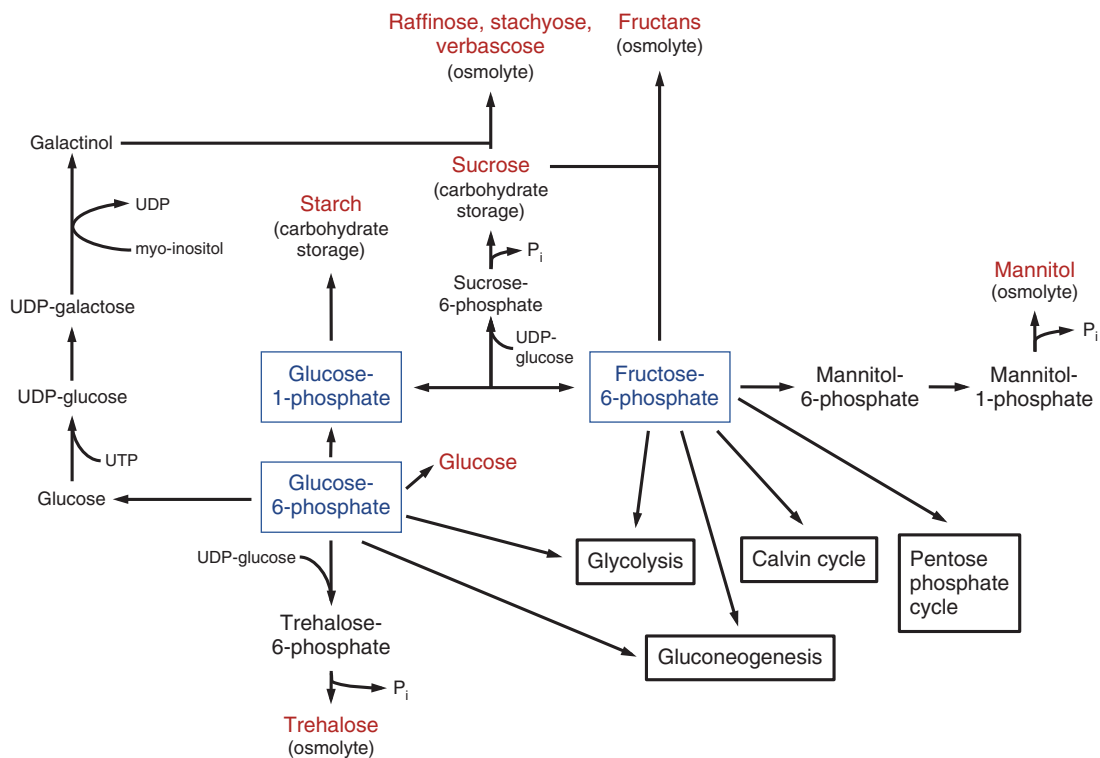 Raffinose, stachyose,
verbascose
(osmolyte)
Fructans
(osmolyte)
Galactinol
Sucrose
(carbohydrate
storage)
UDP
myo-inositol
Starch
(carbohydrate
storage)
Pi
Sucrose-
6-phosphate
UDP-galactose
UDP-
glucose
Mannitol
(osmolyte)
Pi
UDP-glucose
Glucose-
1-phosphate
Fructose-
6-phosphate
Mannitol-
6-phosphate
Mannitol-
1-phosphate
UTP
Glucose
Glucose-
6-phosphate
Glucose
UDP-glucose
Glycolysis
Calvin cycle
Pentose
phosphate
cycle
Trehalose-
6-phosphate
Gluconeogenesis
Pi
Trehalose
(osmolyte)